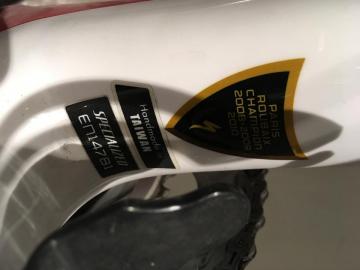 SPECIALIZED
EN14781
Handmade
TAIWAN
PARIS
ROUBAIX
CHAMPION
2008-2009
2010